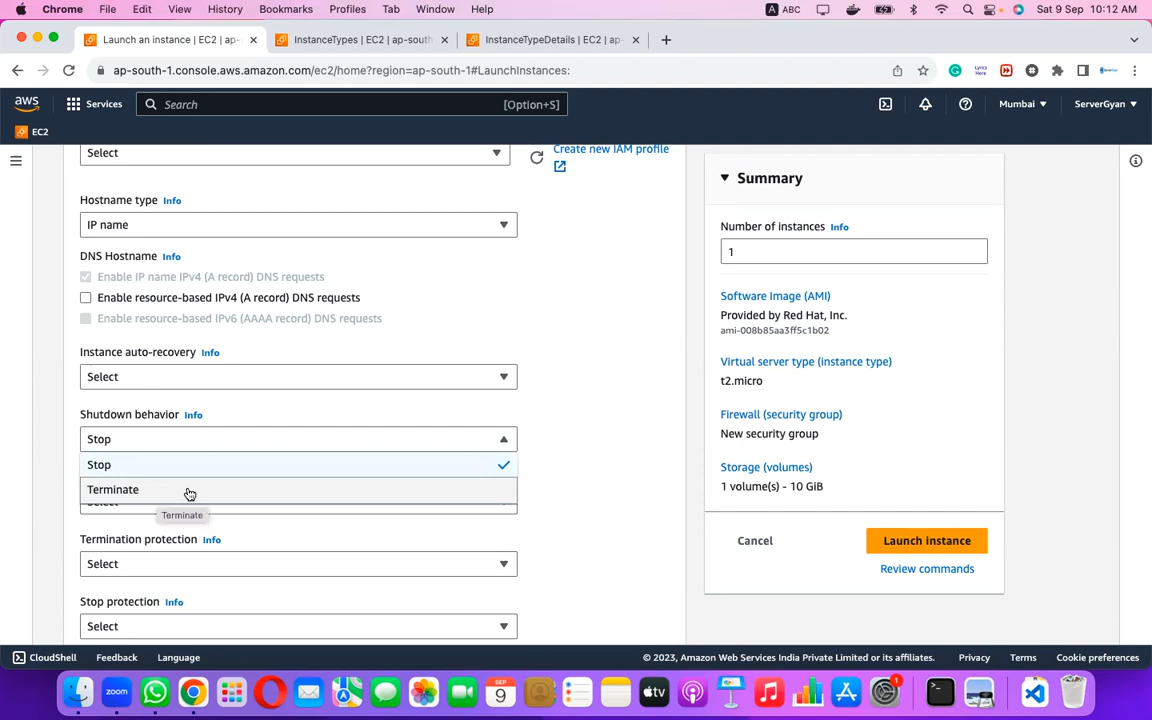 Chrome File Edit View History Bookmarks Profiles Tab Window Help A ABC Sat 9 Sep 10:12 AM
Launch an instance | EC2 | ap- InstanceTypes | EC2 | ap-south- InstanceTypeDetails | EC2 | ap-
ap-south-1.console.aws.amazon.com/ec2/home?region=ap-south-1#LaunchInstances:
aws Services Search [Option+S] Mumbai ServerGyan
EC2
Select
Create new IAM profile
Hostname type Info
IP name
DNS Hostname Info
Enable IP name IPv4 (A record) DNS requests
Enable resource-based IPv4 (A record) DNS requests
Enable resource-based IPv6 (AAAA record) DNS requests
Instance auto-recovery Info
Select
Shutdown behavior Info
Stop
Stop
Terminate
Terminate
Termination protection Info
Select
Stop protection Info
Select
Summary
Number of instances Info
1
Software Image (AMI)
Provided by Red Hat, Inc.
ami-008b85aa3ff5c1b02
Virtual server type (instance type)
t2.micro
Firewall (security group)
New security group
Storage (volumes)
1 volume(s) - 10 GiB
Cancel Launch instance
Review commands
CloudShell Feedback Language © 2023, Amazon Web Services India Private Limited or its affiliates. Privacy Terms Cookie preferences
zoom SEP 9 tv 1